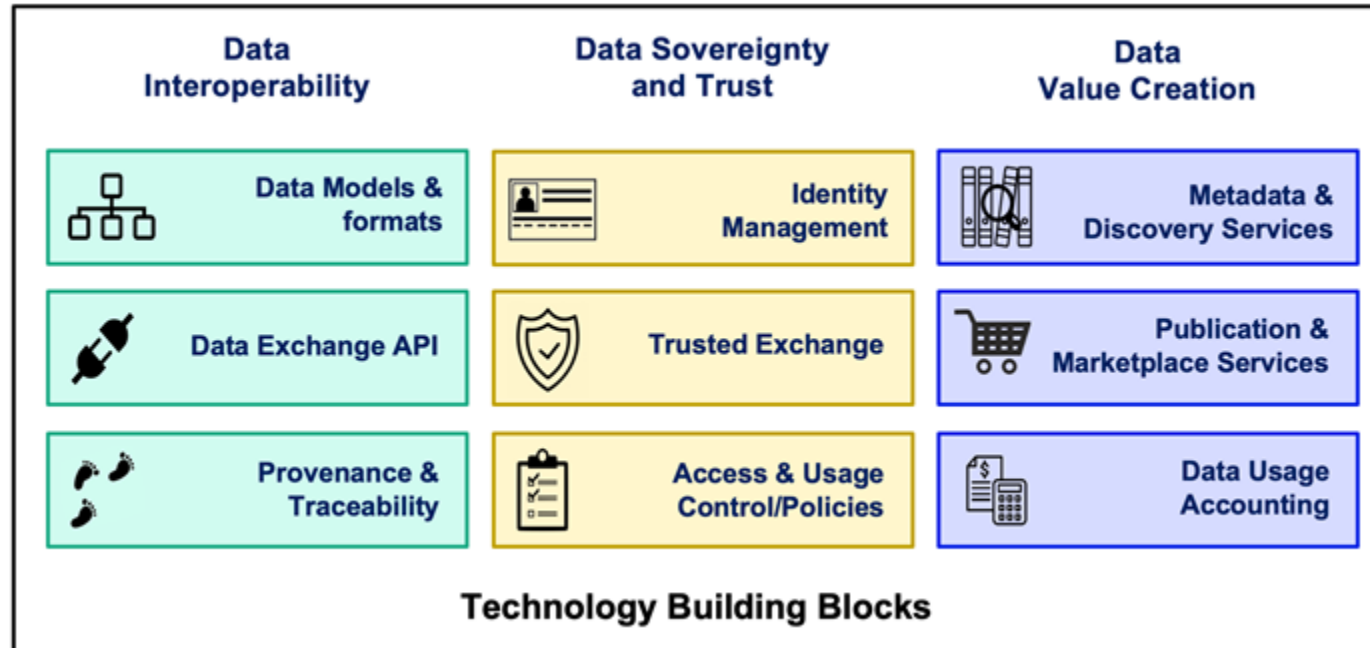 Data
Interoperability
Data Sovereignty
and Trust
Data
Value Creation
Data Models &
formats
Identity
Management
Metadata &
Discovery Services
Data Exchange API
Trusted Exchange
Publication &
Marketplace Services
Provenance &
Traceability
Access & Usage
Control/Policies
$
Data Usage
Accounting
Technology Building Blocks